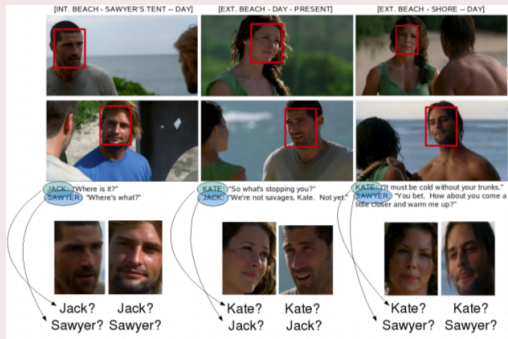 [INT. BEACH - SAWYER'S TENT -- DAY]
[EXT. BEACH - DAY - PRESENT]
[EXT. BEACH - SHORE -- DAY]
JACK: "Where is it?"
SAWYER: "Where's what?"
KATE: "So what's stopping you?"
JACK: "We're not savages, Kate. Not yet."
KATE: "It must be cold without your trunks."
SAWYER: "You bet. How about you come a
little closer and warm me up?"
Jack? Jack?
Sawyer? Sawyer?
Kate? Kate?
Jack? Jack?
Kate? Kate?
Sawyer? Sawyer?